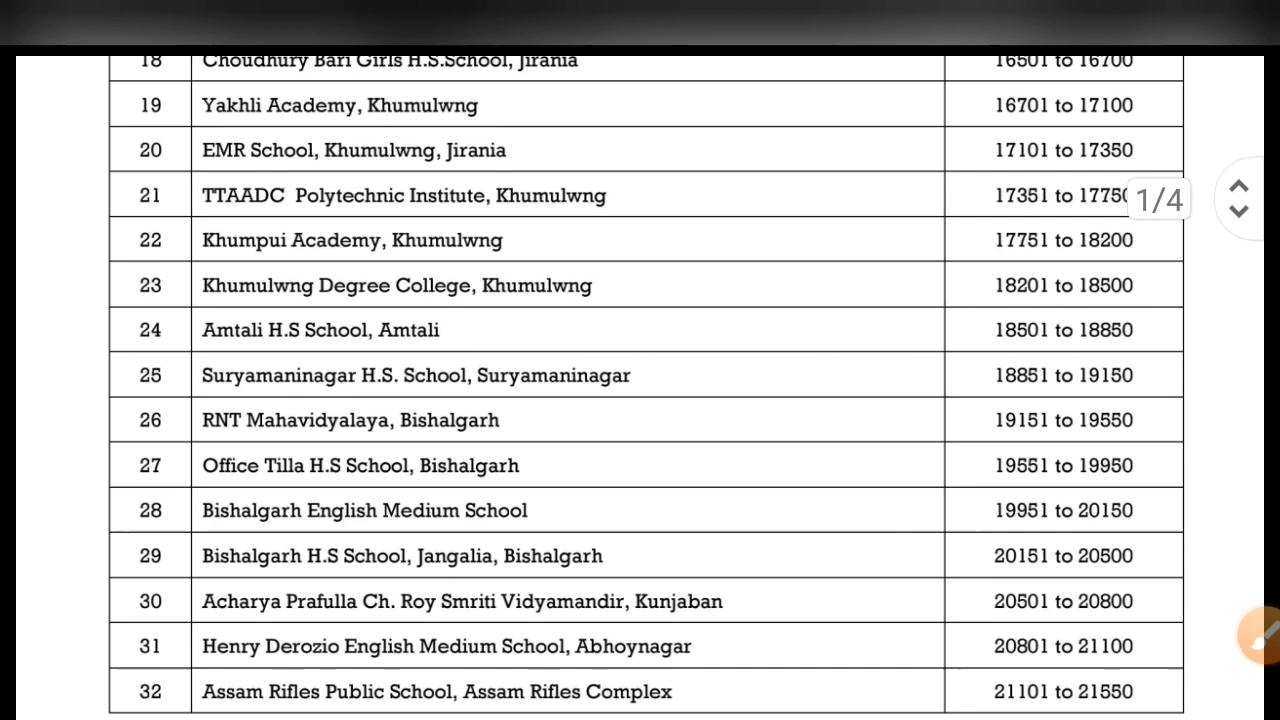 18 Choudhury Bari Girls H.S.School, Jirania 16501 to 16700
19 Yakhli Academy, Khumulwng 16701 to 17100
20 EMR School, Khumulwng, Jirania 17101 to 17350
21 TTAADC Polytechnic Institute, Khumulwng 17351 to 17750
1/4
22 Khumpui Academy, Khumulwng 17751 to 18200
23 Khumulwng Degree College, Khumulwng 18201 to 18500
24 Amtali H.S School, Amtali 18501 to 18850
25 Suryamaninagar H.S. School, Suryamaninagar 18851 to 19150
26 RNT Mahavidyalaya, Bishalgarh 19151 to 19550
27 Office Tilla H.S School, Bishalgarh 19551 to 19950
28 Bishalgarh English Medium School 19951 to 20150
29 Bishalgarh H.S School, Jangalia, Bishalgarh 20151 to 20500
30 Acharya Prafulla Ch. Roy Smriti Vidyamandir, Kunjaban 20501 to 20800
31 Henry Derozio English Medium School, Abhoynagar 20801 to 21100
32 Assam Rifles Public School, Assam Rifles Complex 21101 to 21550